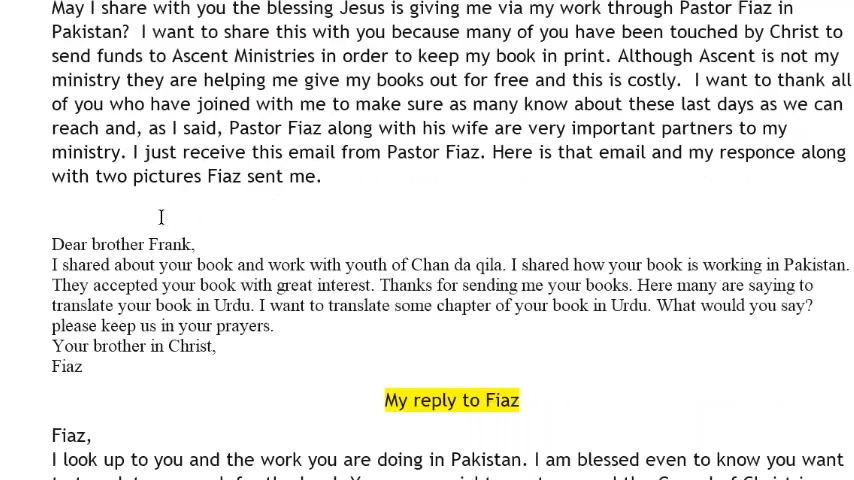 May I share with you the blessing Jesus is giving me via my work through Pastor Fiaz in
Pakistan? I want to share this with you because many of you have been touched by Christ to
send funds to Ascent Ministries in order to keep my book in print. Although Ascent is not my
ministry they are helping me give my books out for free and this is costly. I want to thank all
of you who have joined with me to make sure as many know about these last days as we can
reach and, as I said, Pastor Fiaz along with his wife are very important partners to my
ministry. I just receive this email from Pastor Fiaz. Here is that email and my responce along
with two pictures Fiaz sent me.
Dear brother Frank,
I shared about your book and work with youth of Chan da qila. I shared how your book is working in Pakistan.
They accepted your book with great interest. Thanks for sending me your books. Here many are saying to
translate your book in Urdu. I want to translate some chapter of your book in Urdu. What would you say?
please keep us in your prayers.
Your brother in Christ,
Fiaz
My reply to Fiaz
Fiaz,
I look up to you and the work you are doing in Pakistan. I am blessed even to know you want